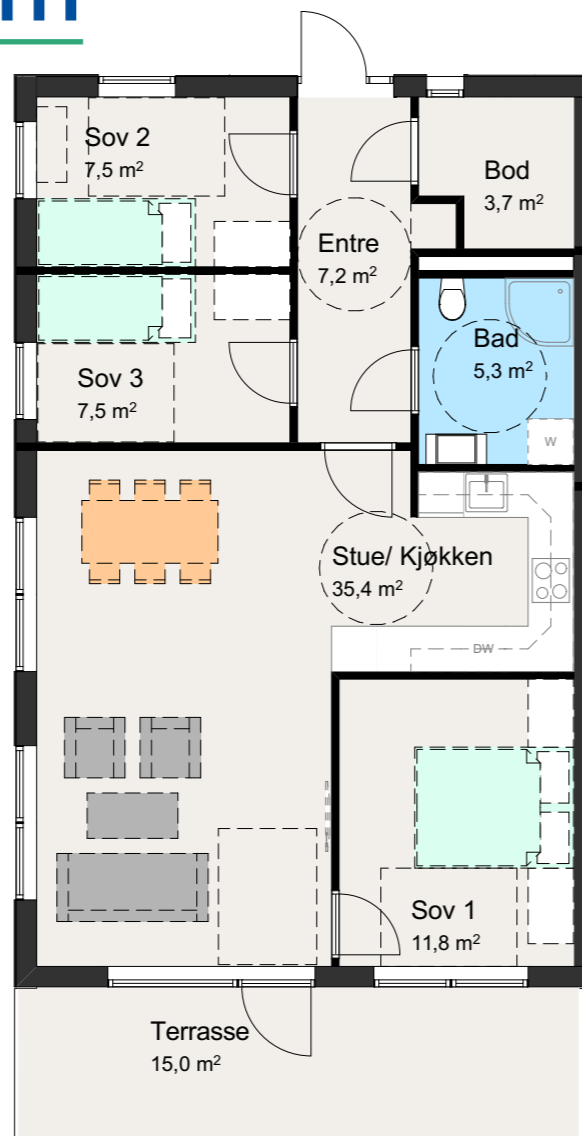 Sov 2
7,5 m²
Bod
3,7 m²
Entre
7,2 m²
Bad
5,3 m²
Sov 3
7,5 m²
W
Stue/ Kjøkken
35,4 m²
DW
Sov 1
11,8 m²
Terrasse
15,0 m²